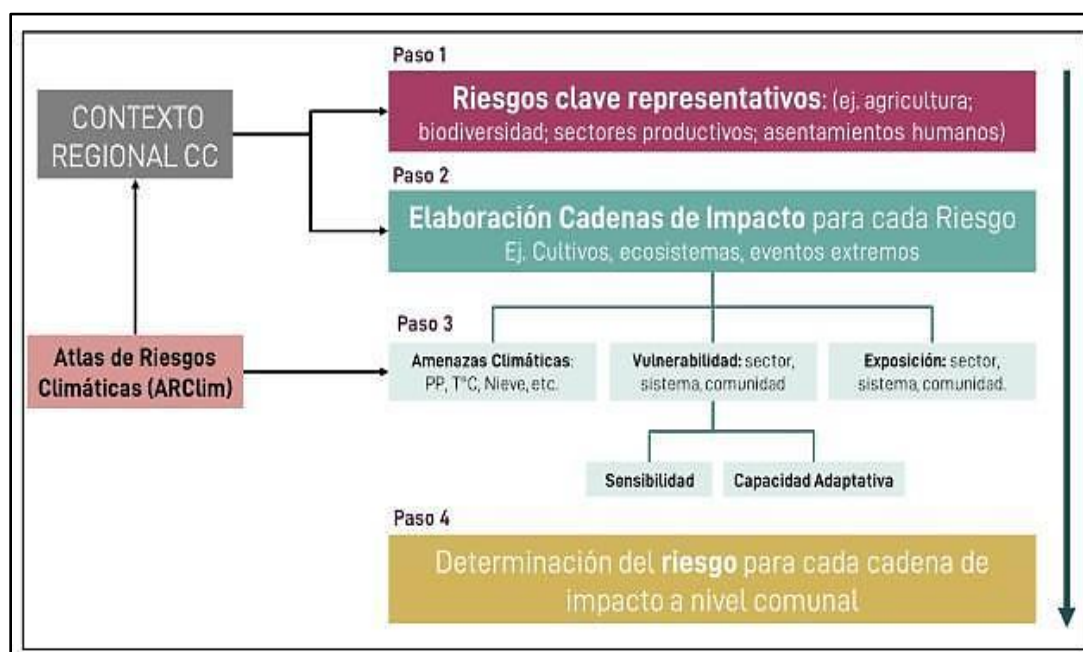 Paso 1
Riesgos clave representativos: (ej. agricultura;
biodiversidad; sectores productivos; asentamientos humanos)
CONTEXTO
REGIONAL CC
Paso 2
Elaboración Cadenas de Impacto para cada Riesgo
Ej. Cultivos, ecosistemas, eventos extremos
Paso 3
Atlas de Riesgos
Climáticas (ARClim)
Amenazas Climáticas:
PP, T°C, Nieve, etc.
Vulnerabilidad: sector,
sistema, comunidad
Exposición: sector,
sistema, comunidad.
Sensibilidad
Capacidad Adaptativa
Paso 4
Determinación del riesgo para cada cadena de
impacto a nivel comunal